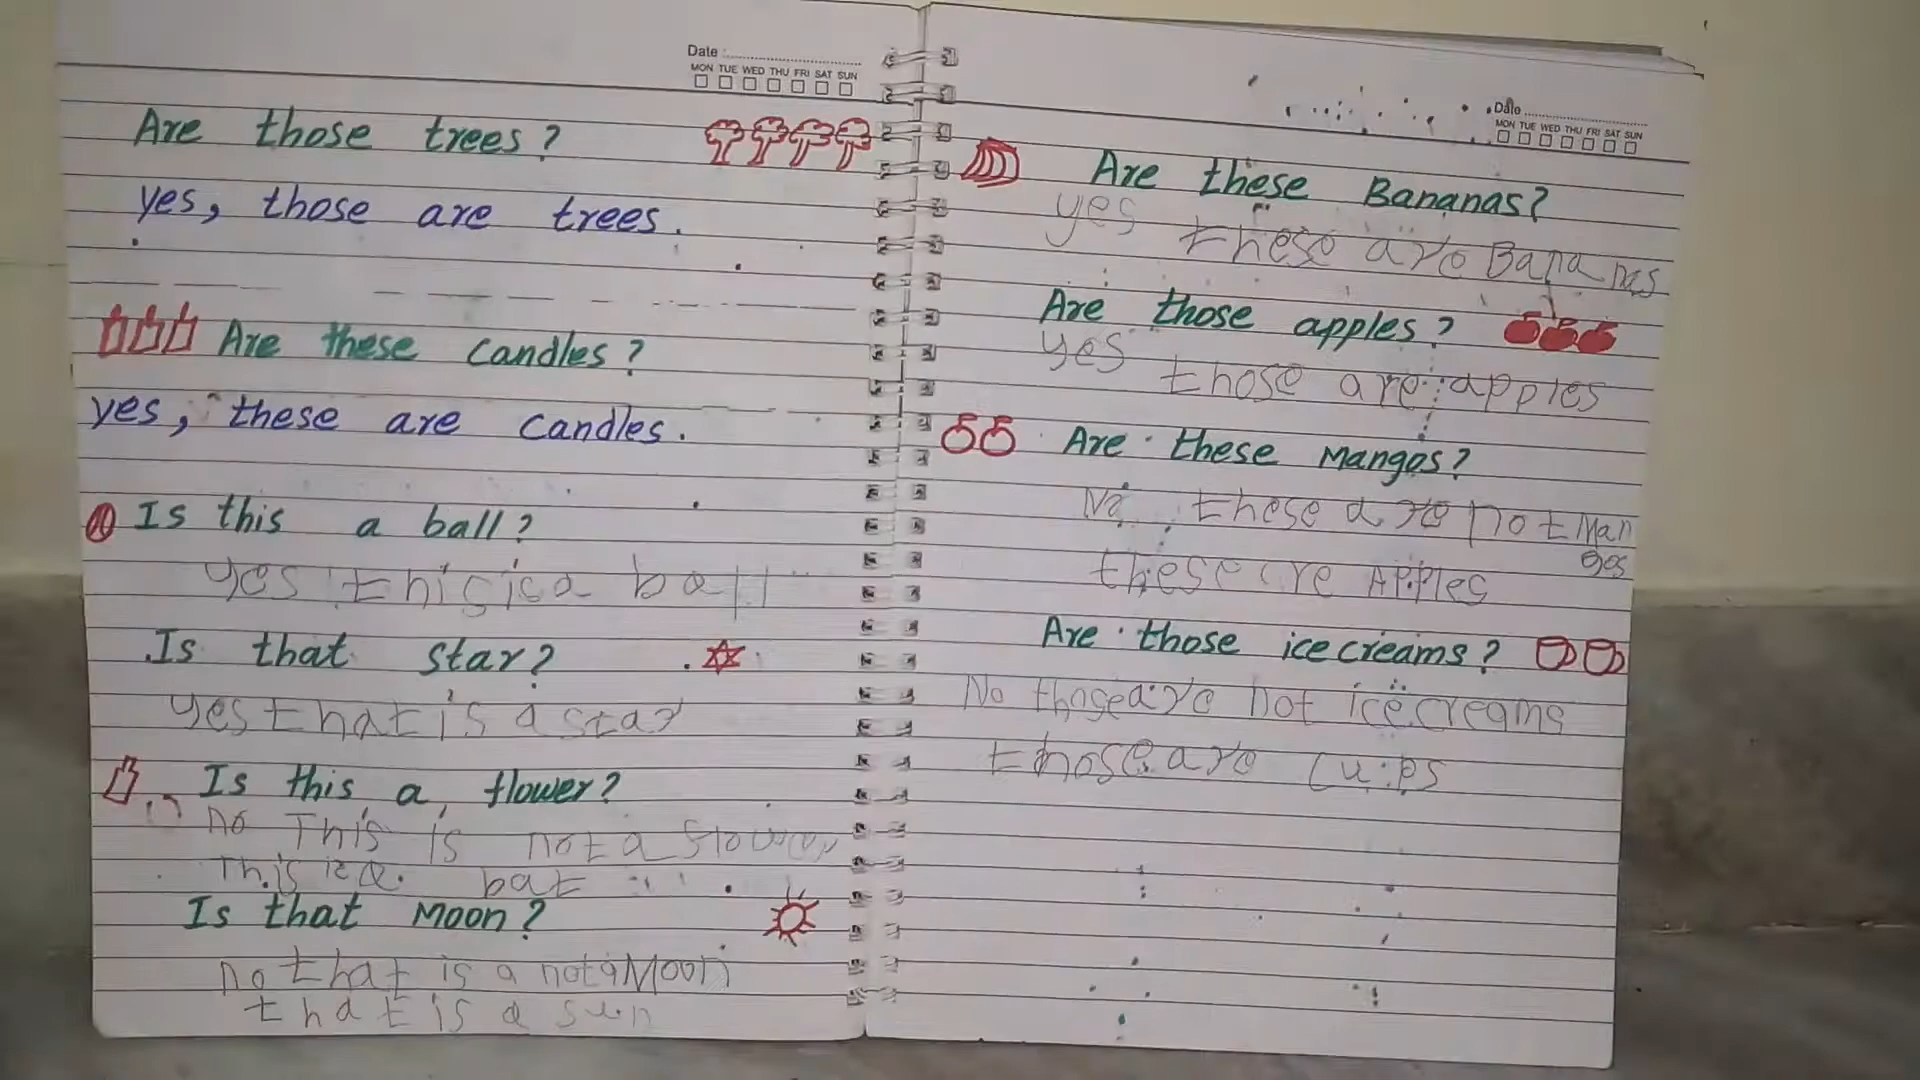 Date
MON TUE WED THU FRI SAT SUN
Are those trees?
yes, those are trees.
Are these candles?
yes, these are candles.
Is this a ball?
yes this is a ball
Is that star?
yes that is a star
Is this a flower?
no This is not a flower
This is a bat
Is that Moon?
no that is a not a Moon
that is a sun
Date
MON TUE WED THU FRI SAT SUN
Are these Bananas?
yes these are Bananas
Are those apples?
yes those are apples
Are these Mangos?
No these are not Man
gos
these are Apples
Are those icecreams?
No those are not icecreams
those are Cups